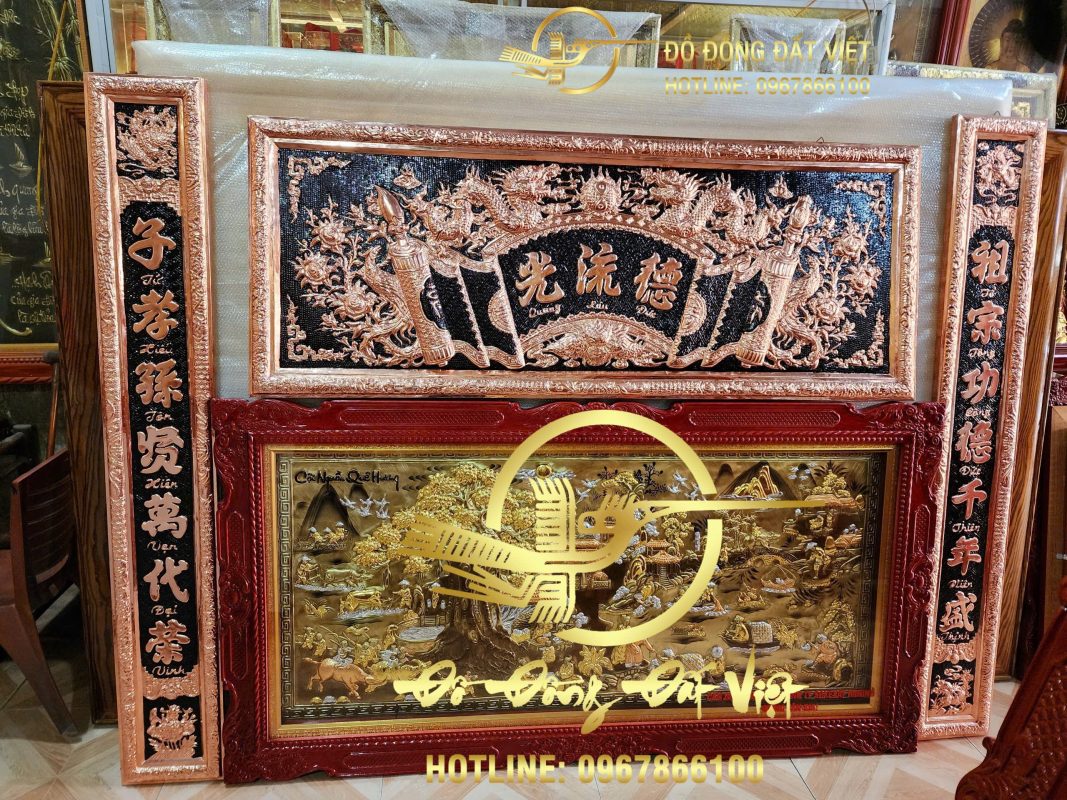 ĐỒ ĐỒNG ĐẤT VIỆT
HOTLINE: 0967866100
光流德
Quang Lưu Đức
祖宗功德千年盛
Tổ Tông Công Đức Thiên Niên Thịnh
子孝孫贤萬代榮
Tử Hiếu Tôn Hiền Vạn Đại Vinh
Cội Nguồn Quê Hương
Đồ Đồng Đất Việt
HOTLINE: 0967866100